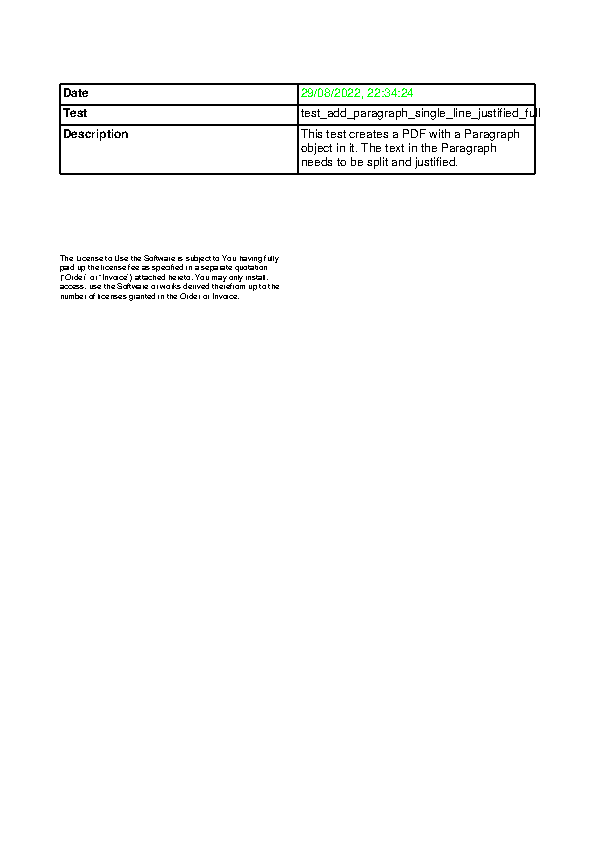 Date 29/08/2022, 22:34:24
Test test_add_paragraph_single_line_justified_full
Description This test creates a PDF with a Paragraph
object in it. The text in the Paragraph
needs to be split and justified.
The License to Use the Software is subject to You having fully
paid up the license fee as specified in a separate quotation
("Order" or "Invoice") attached hereto. You may only install,
access, use the Software or works derived therefrom up to the
number of licenses granted in the Order or Invoice.